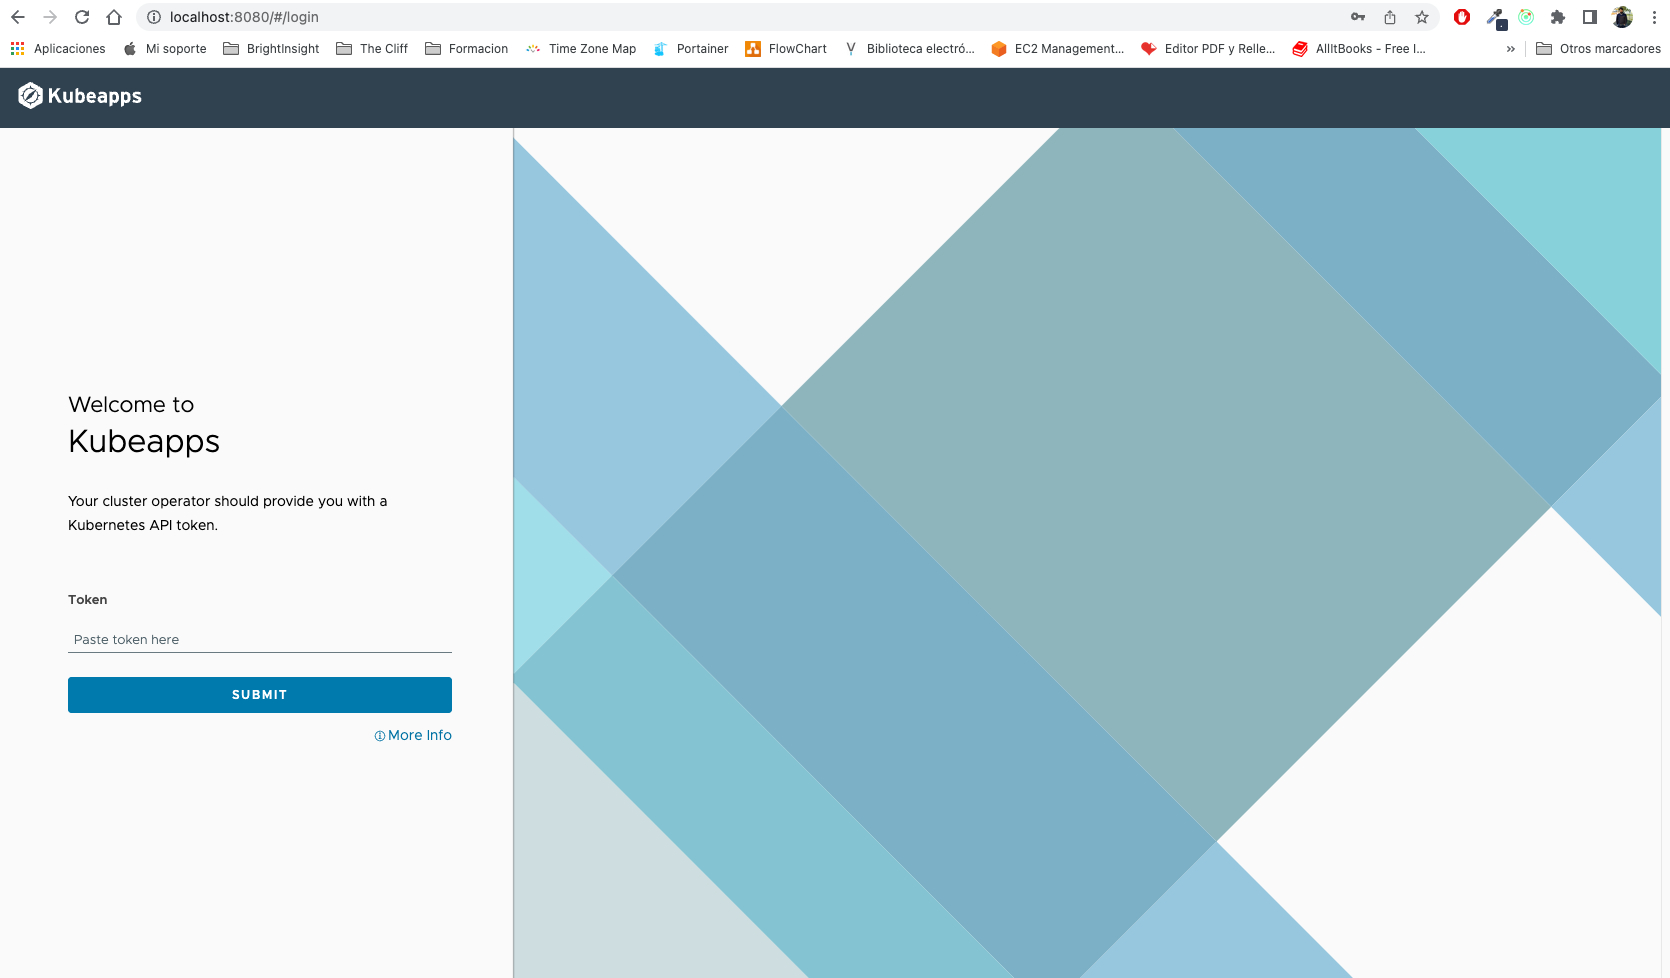 localhost:8080/#/login
Aplicaciones Mi soporte BrightInsight The Cliff Formacion Time Zone Map Portainer FlowChart Biblioteca electró... EC2 Management... Editor PDF y Relle... AllItBooks - Free I... » Otros marcadores
Kubeapps
Welcome to
Kubeapps
Your cluster operator should provide you with a
Kubernetes API token.
Token
Paste token here
SUBMIT
More Info